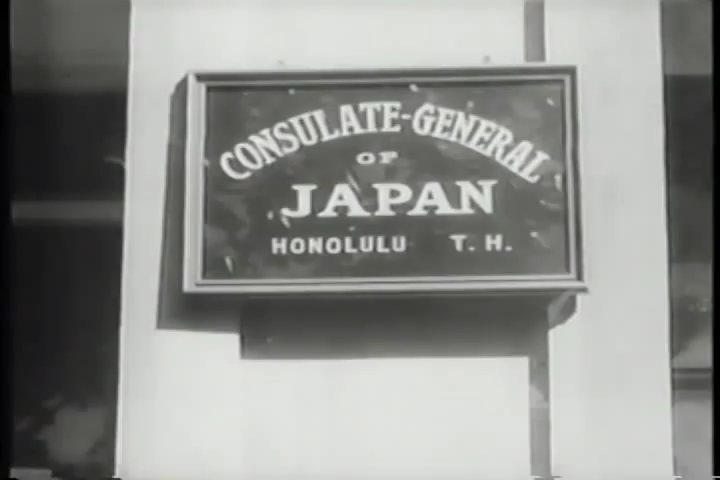 CONSULATE-GENERAL
OF
JAPAN
HONOLULU T. H.